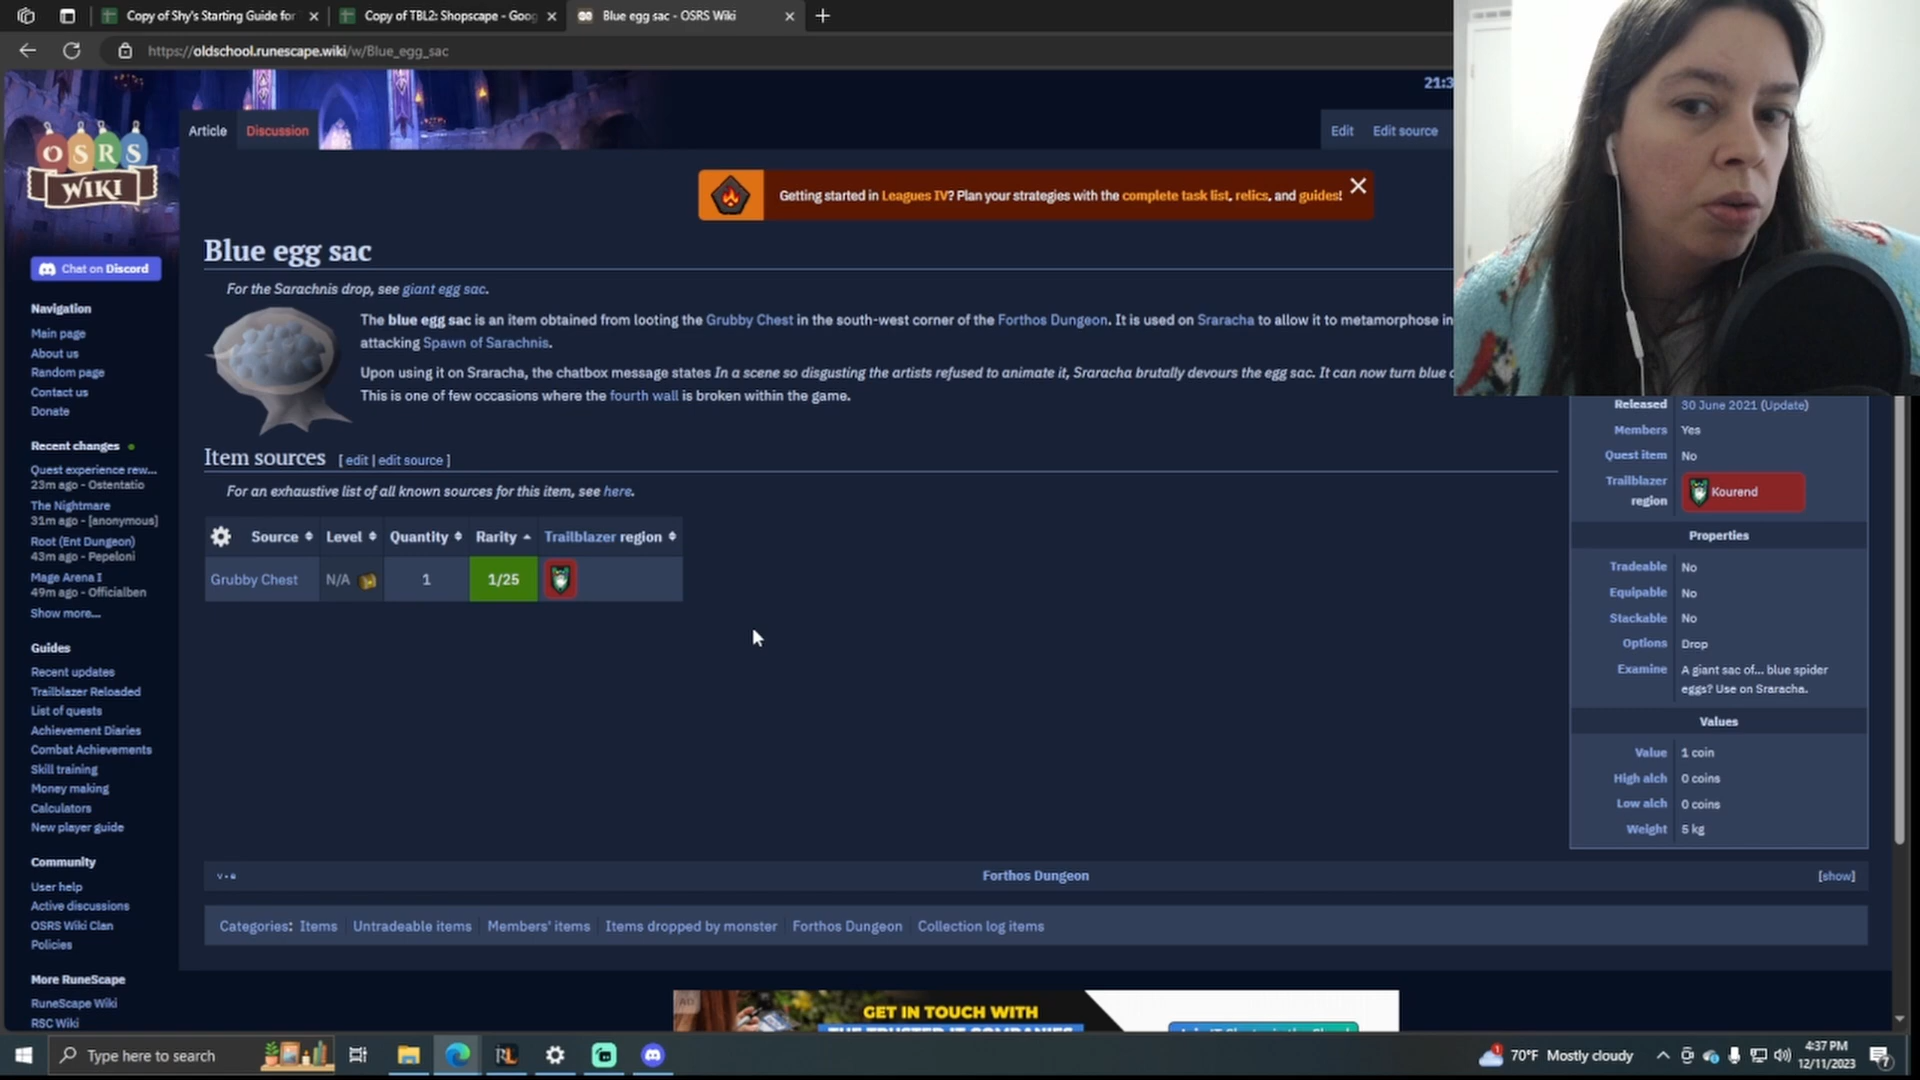 Copy of Shy's Starting Guide for
Copy of TBL2: Shopscape - Goog
Blue egg sac - OSRS Wiki
https://oldschool.runescape.wiki/w/Blue_egg_sac
21:3
OSRS
WIKI
Article
Discussion
Edit
Edit source
Getting started in Leagues IV? Plan your strategies with the complete task list, relics, and guides!
Chat on Discord
Blue egg sac
For the Sarachnis drop, see giant egg sac.
The blue egg sac is an item obtained from looting the Grubby Chest in the south-west corner of the Forthos Dungeon. It is used on Sraracha to allow it to metamorphose in
attacking Spawn of Sarachnis.
Upon using it on Sraracha, the chatbox message states In a scene so disgusting the artists refused to animate it, Sraracha brutally devours the egg sac. It can now turn blue
This is one of few occasions where the fourth wall is broken within the game.
Item sources [ edit | edit source ]
For an exhaustive list of all known sources for this item, see here.
Source Level Quantity Rarity Trailblazer region
Grubby Chest N/A 1 1/25
Released 30 June 2021 (Update)
Members Yes
Quest item No
Trailblazer
region
Kourend
Properties
Tradeable No
Equipable No
Stackable No
Options Drop
Examine A giant sac of... blue spider
eggs? Use on Sraracha.
Values
Value 1 coin
High alch 0 coins
Low alch 0 coins
Weight 5 kg
Navigation
Main page
About us
Random page
Contact us
Donate
Recent changes
Quest experience rew...
23m ago - Ostentatio
The Nightmare
31m ago - [anonymous]
Root (Ent Dungeon)
43m ago - Pepeloni
Mage Arena I
49m ago - Officialben
Show more...
Guides
Recent updates
Trailblazer Reloaded
List of quests
Achievement Diaries
Combat Achievements
Skill training
Money making
Calculators
New player guide
Community
User help
Active discussions
OSRS Wiki Clan
Policies
More RuneScape
RuneScape Wiki
RSC Wiki
Forthos Dungeon
[show]
Categories: Items Untradeable items Members' items Items dropped by monster Forthos Dungeon Collection log items
AD
GET IN TOUCH WITH
THE TRUSTED IT COMPANIES
Type here to search
70°F Mostly cloudy
4:37 PM
12/11/2023
7